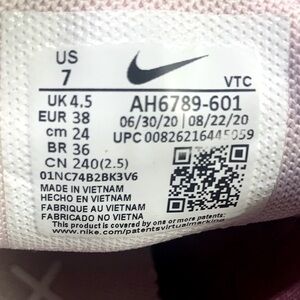 US
7
VTC
UK 4.5
EUR 38
cm 24
BR 36
CN 240(2.5)
AH6789-601
06/30/20 | 08/22/20
UPC 00826216445059
01NC74B2BK3V6
MADE IN VIETNAM
HECHO EN VIETNAM
FABRIQUE AU VIETNAM
FABRICADO NO VIETNA
This product is covered by one or more
www.nike.com/patentsvirtualmarking